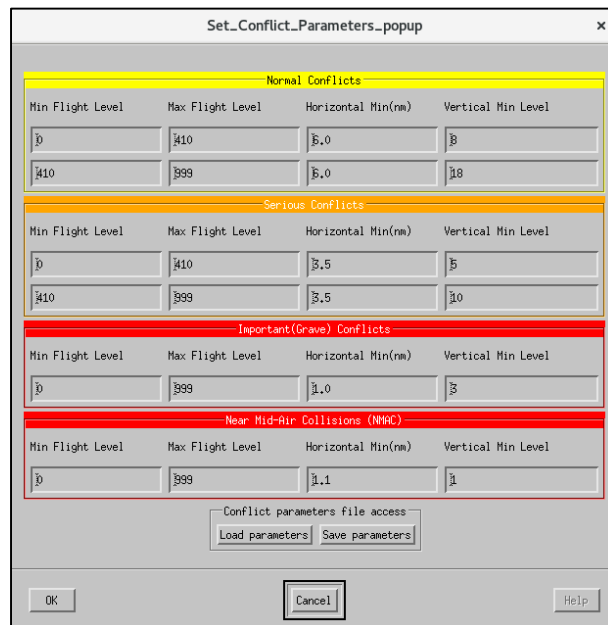 Set_Conflict_Parameters_popup ×
Normal Conflicts
Min Flight Level Max Flight Level Horizontal Min(nm) Vertical Min Level
0 410 6.0 8
410 999 6.0 18
Serious Conflicts
Min Flight Level Max Flight Level Horizontal Min(nm) Vertical Min Level
0 410 3.5 5
410 999 3.5 10
Important(Grave) Conflicts
Min Flight Level Max Flight Level Horizontal Min(nm) Vertical Min Level
0 999 1.0 3
Near Mid-Air Collisions (NMAC)
Min Flight Level Max Flight Level Horizontal Min(nm) Vertical Min Level
0 999 1.1 1
Conflict parameters file access
Load parameters Save parameters
OK Cancel Help